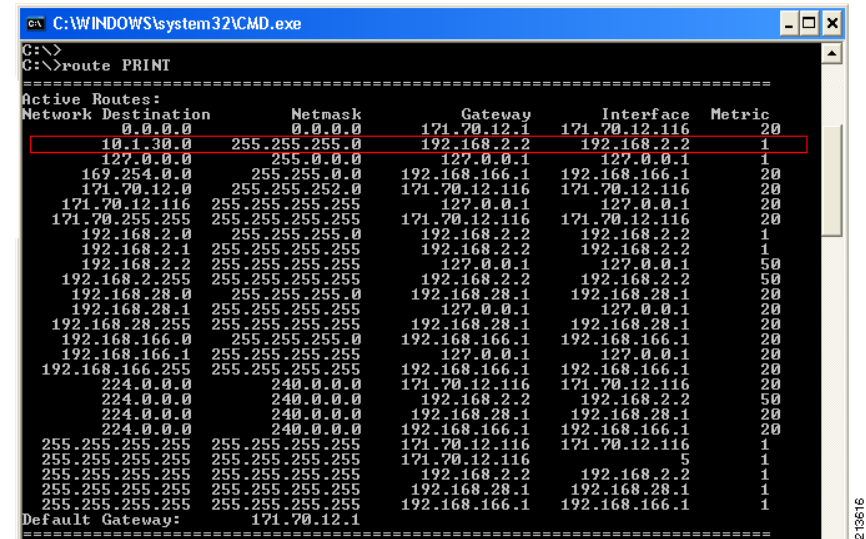 C:\WINDOWS\system32\CMD.exe
C:\>
C:\>route PRINT
===========================================================================
Active Routes:
Network Destination        Netmask          Gateway       Interface  Metric
0.0.0.0          0.0.0.0      171.70.12.1   171.70.12.116       20
10.1.30.0    255.255.255.0      192.168.2.2     192.168.2.2       1
127.0.0.0        255.0.0.0        127.0.0.1       127.0.0.1       1
169.254.0.0      255.255.0.0    192.168.166.1   192.168.166.1       20
171.70.12.0    255.255.252.0    171.70.12.116   171.70.12.116       20
171.70.12.116  255.255.255.255        127.0.0.1       127.0.0.1       20
171.70.255.255  255.255.255.255    171.70.12.116   171.70.12.116       20
192.168.2.0    255.255.255.0      192.168.2.2     192.168.2.2       1
192.168.2.1  255.255.255.255      192.168.2.2     192.168.2.2       1
192.168.2.2  255.255.255.255        127.0.0.1       127.0.0.1       50
192.168.2.255  255.255.255.255      192.168.2.2     192.168.2.2       50
192.168.28.0    255.255.255.0     192.168.28.1    192.168.28.1       20
192.168.28.1  255.255.255.255        127.0.0.1       127.0.0.1       20
192.168.28.255  255.255.255.255     192.168.28.1    192.168.28.1       20
192.168.166.0    255.255.255.0    192.168.166.1   192.168.166.1       20
192.168.166.1  255.255.255.255        127.0.0.1       127.0.0.1       20
192.168.166.255  255.255.255.255    192.168.166.1   192.168.166.1       20
224.0.0.0        240.0.0.0    171.70.12.116   171.70.12.116       20
224.0.0.0        240.0.0.0      192.168.2.2     192.168.2.2       50
224.0.0.0        240.0.0.0     192.168.28.1    192.168.28.1       20
224.0.0.0        240.0.0.0    192.168.166.1   192.168.166.1       20
255.255.255.255  255.255.255.255    171.70.12.116   171.70.12.116       1
255.255.255.255  255.255.255.255    171.70.12.116               5       1
255.255.255.255  255.255.255.255      192.168.2.2     192.168.2.2       1
255.255.255.255  255.255.255.255     192.168.28.1    192.168.28.1       1
255.255.255.255  255.255.255.255    192.168.166.1   192.168.166.1       1
Default Gateway:       171.70.12.1
===========================================================================
213616